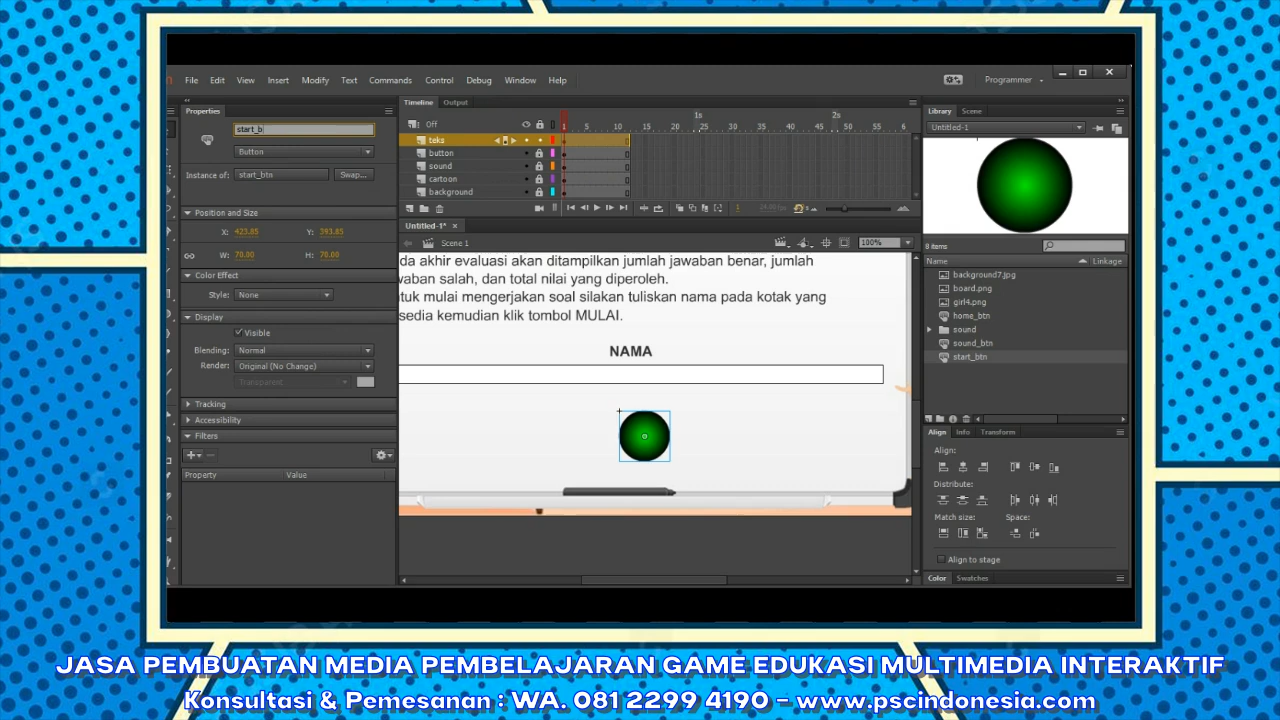 File Edit View Insert Modify Text Commands Control Debug Window Help Programmer
Properties
start_b
Button
Instance of: start_btn Swap...
Position and Size
X: 423.85 Y: 393.85
W: 70.00 H: 70.00
Color Effect
Style: None
Display
Visible
Blending: Normal
Render: Original (No Change)
Transparent
Tracking
Accessibility
Filters
Property Value
Timeline Output
Off 1 5 10 15 20 1s 25 30 35 40 45 2s 50 55 6
teks
button
sound
cartoon
background
1
Untitled-1* ×
Scene 1 100%
da akhir evaluasi akan ditampilkan jumlah jawaban benar, jumlah
waban salah, dan total nilai yang diperoleh.
ntuk mulai mengerjakan soal silakan tuliskan nama pada kotak yang
sedia kemudian klik tombol MULAI.
NAMA
Library Scene
Untitled-1
8 items
Name Linkage
background7.jpg
board.png
girl4.png
home_btn
sound
sound_btn
start_btn
Align Info Transform
Align:
Distribute:
Match size: Space:
Align to stage
Color Swatches
JASA PEMBUATAN MEDIA PEMBELAJARAN GAME EDUKASI MULTIMEDIA INTERAKTIF
Konsultasi & Pemesanan : WA. 081 2299 4190 - www.pscindonesia.com